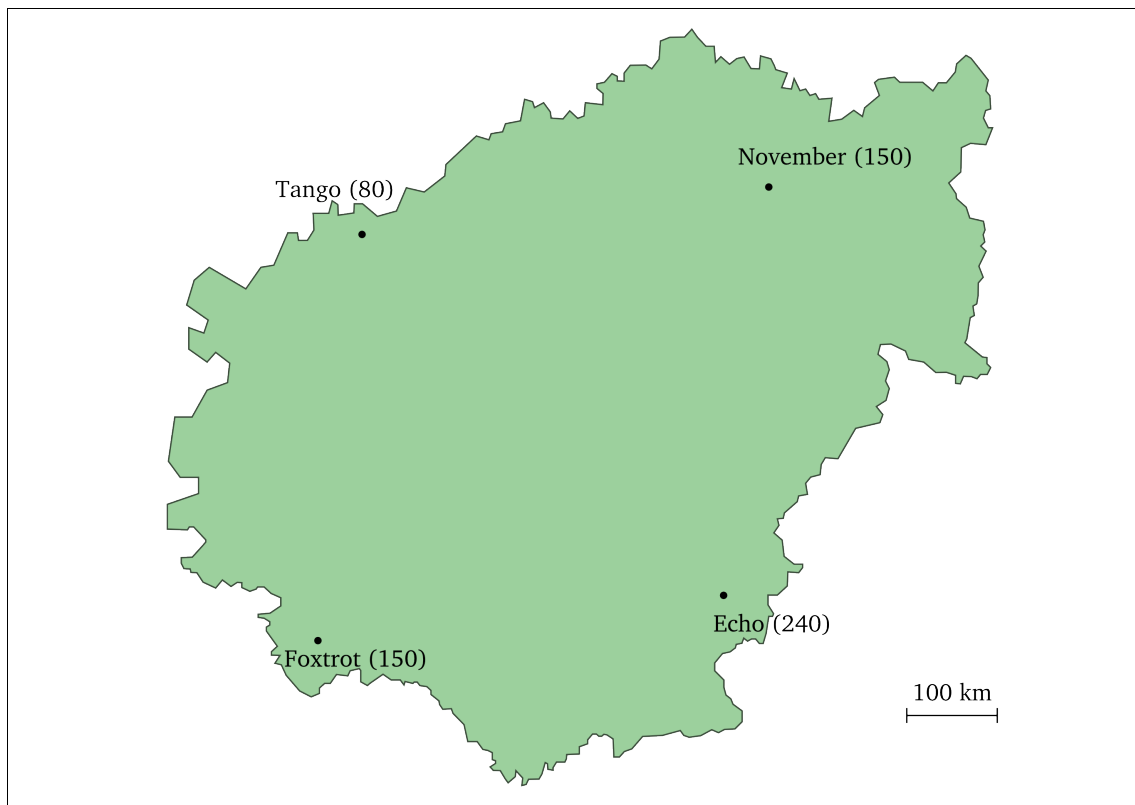 November (150)
Tango (80)
Echo (240)
Foxtrot (150)
100 km